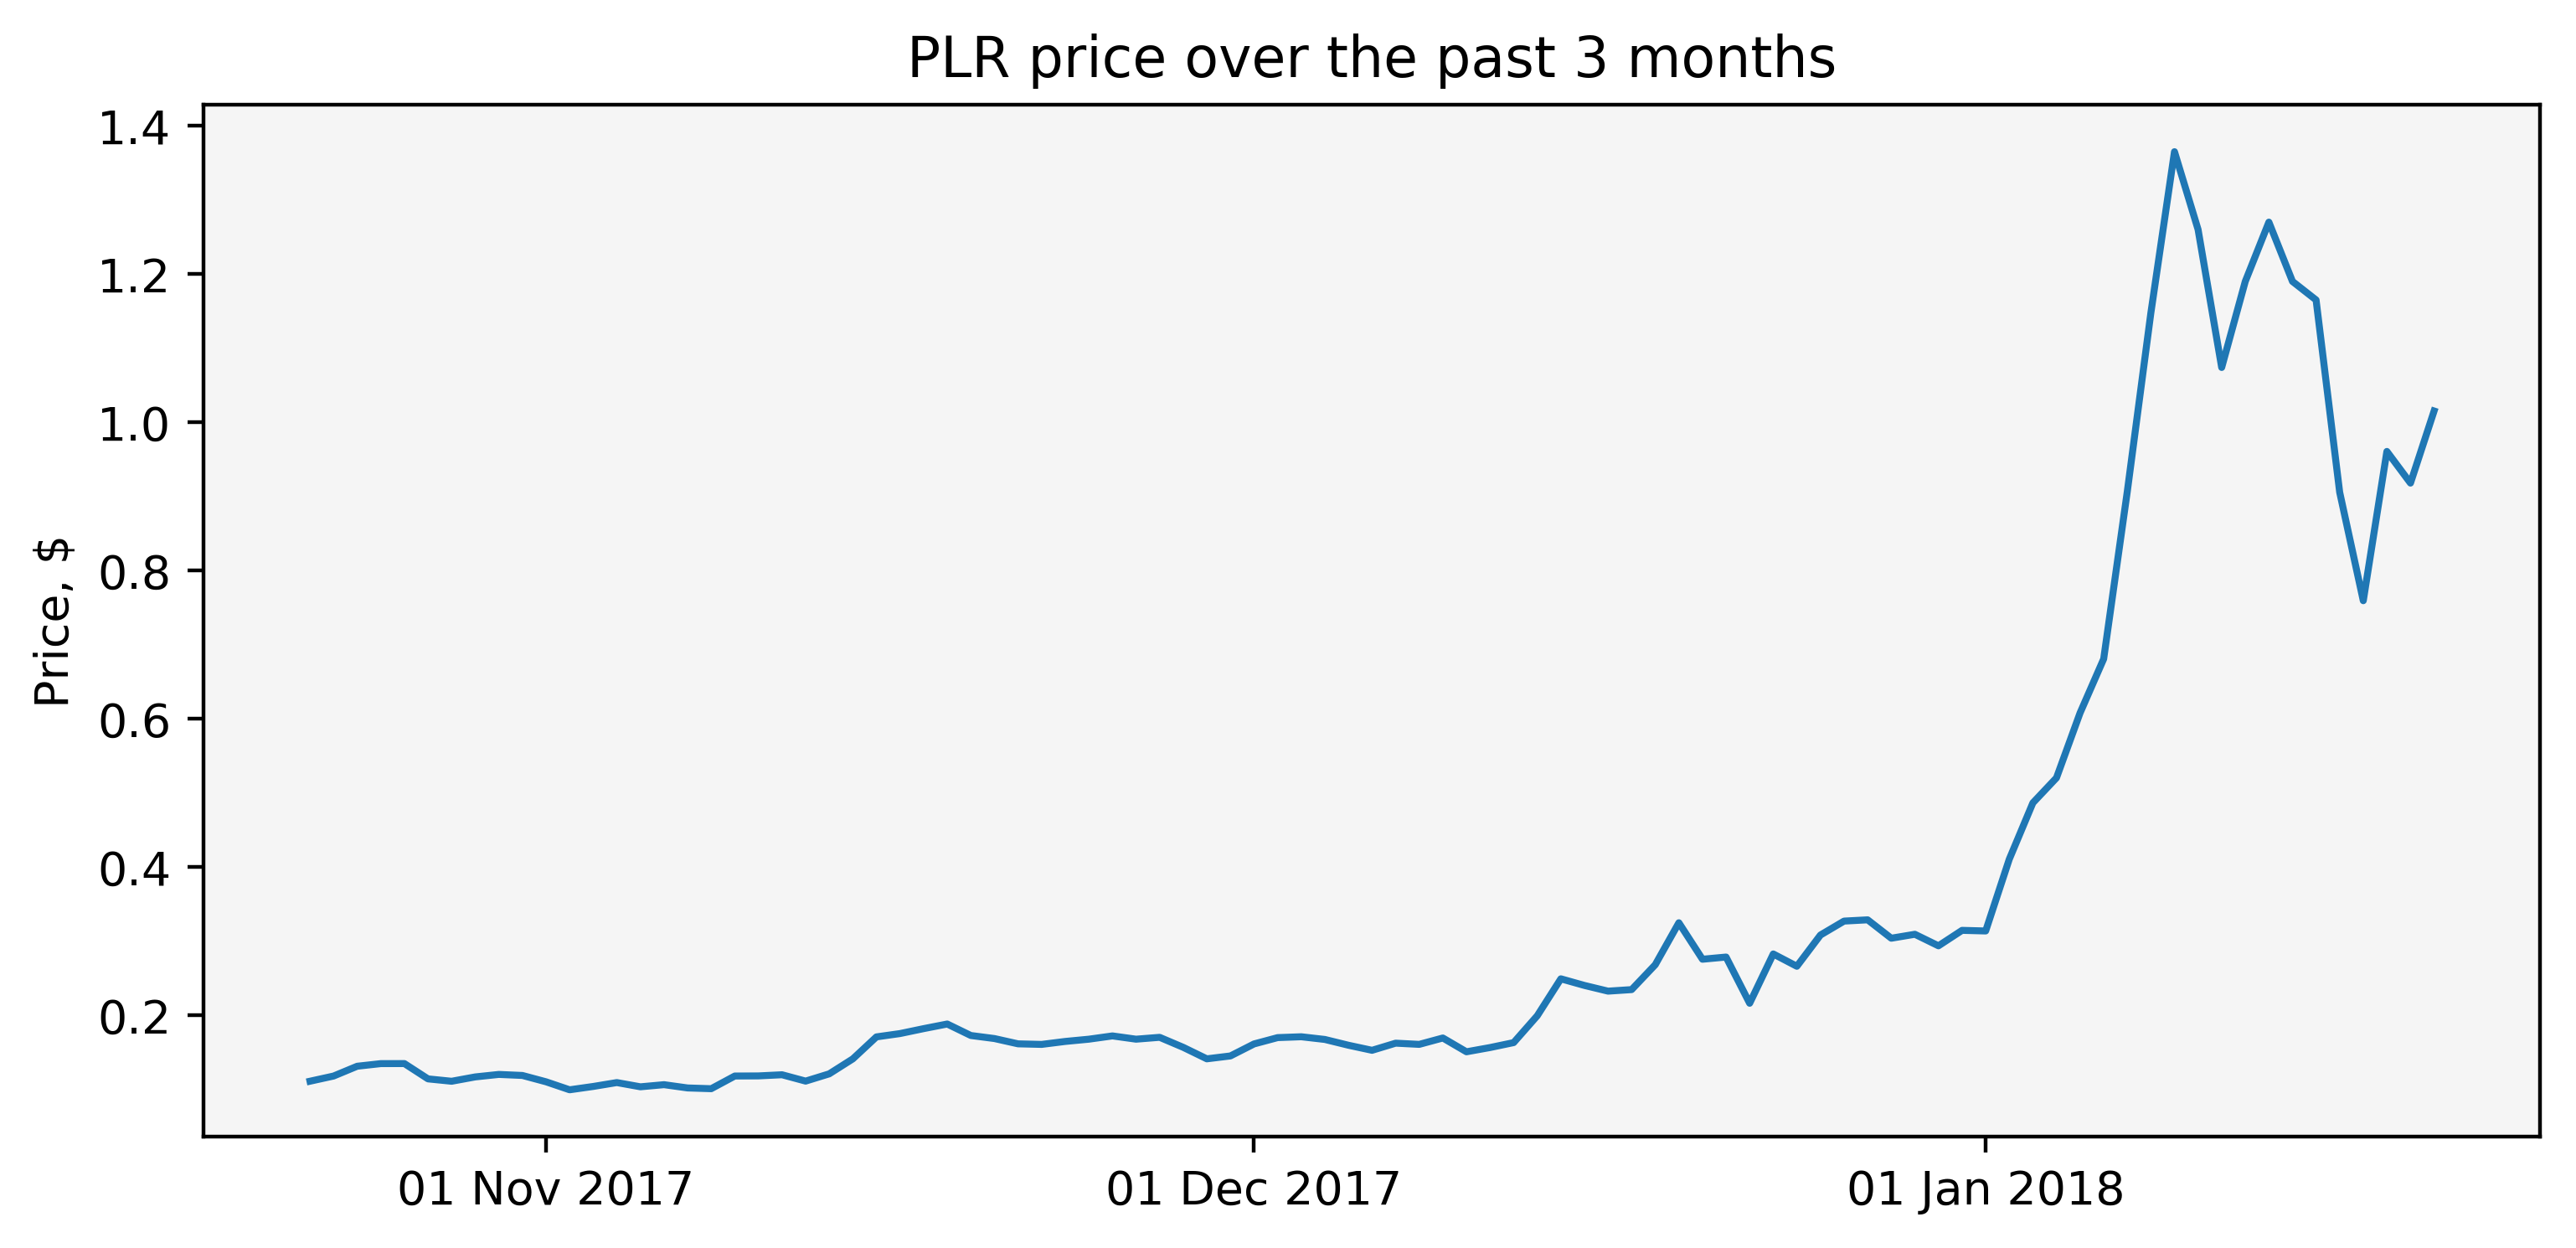 PLR price over the past 3 months
Price, $
1.4
1.2
1.0
0.8
0.6
0.4
0.2
01 Nov 2017
01 Dec 2017
01 Jan 2018